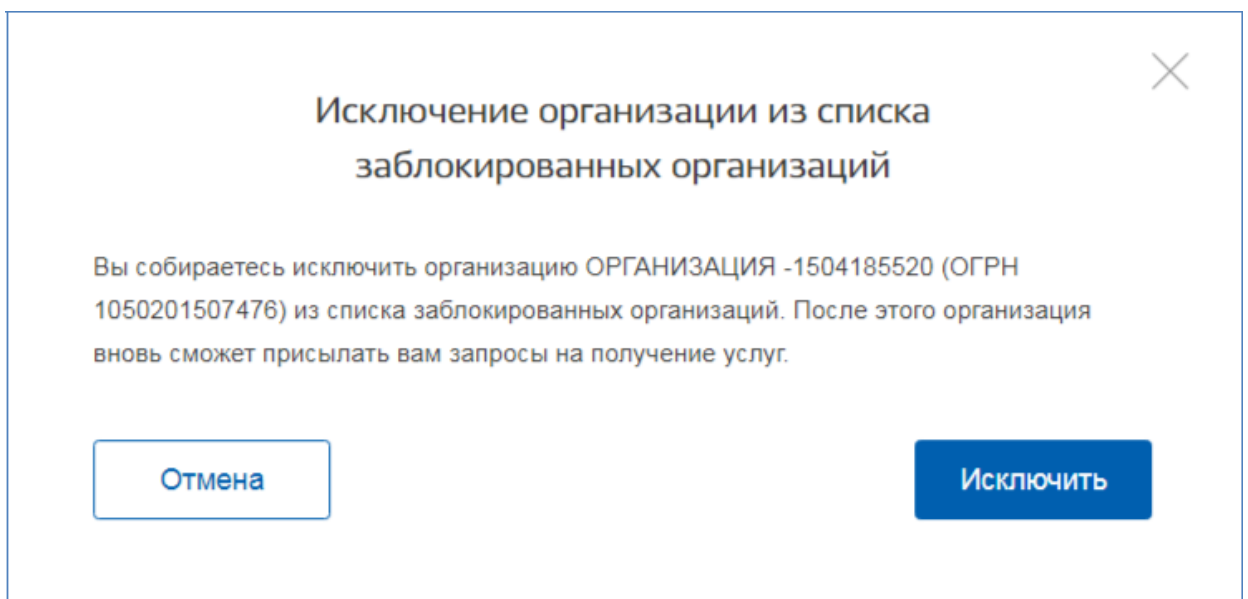 Исключение организации из списка
заблокированных организаций
Вы собираетесь исключить организацию ОРГАНИЗАЦИЯ -1504185520 (ОГРН
1050201507476) из списка заблокированных организаций. После этого организация
вновь сможет присылать вам запросы на получение услуг.
Отмена
Исключить